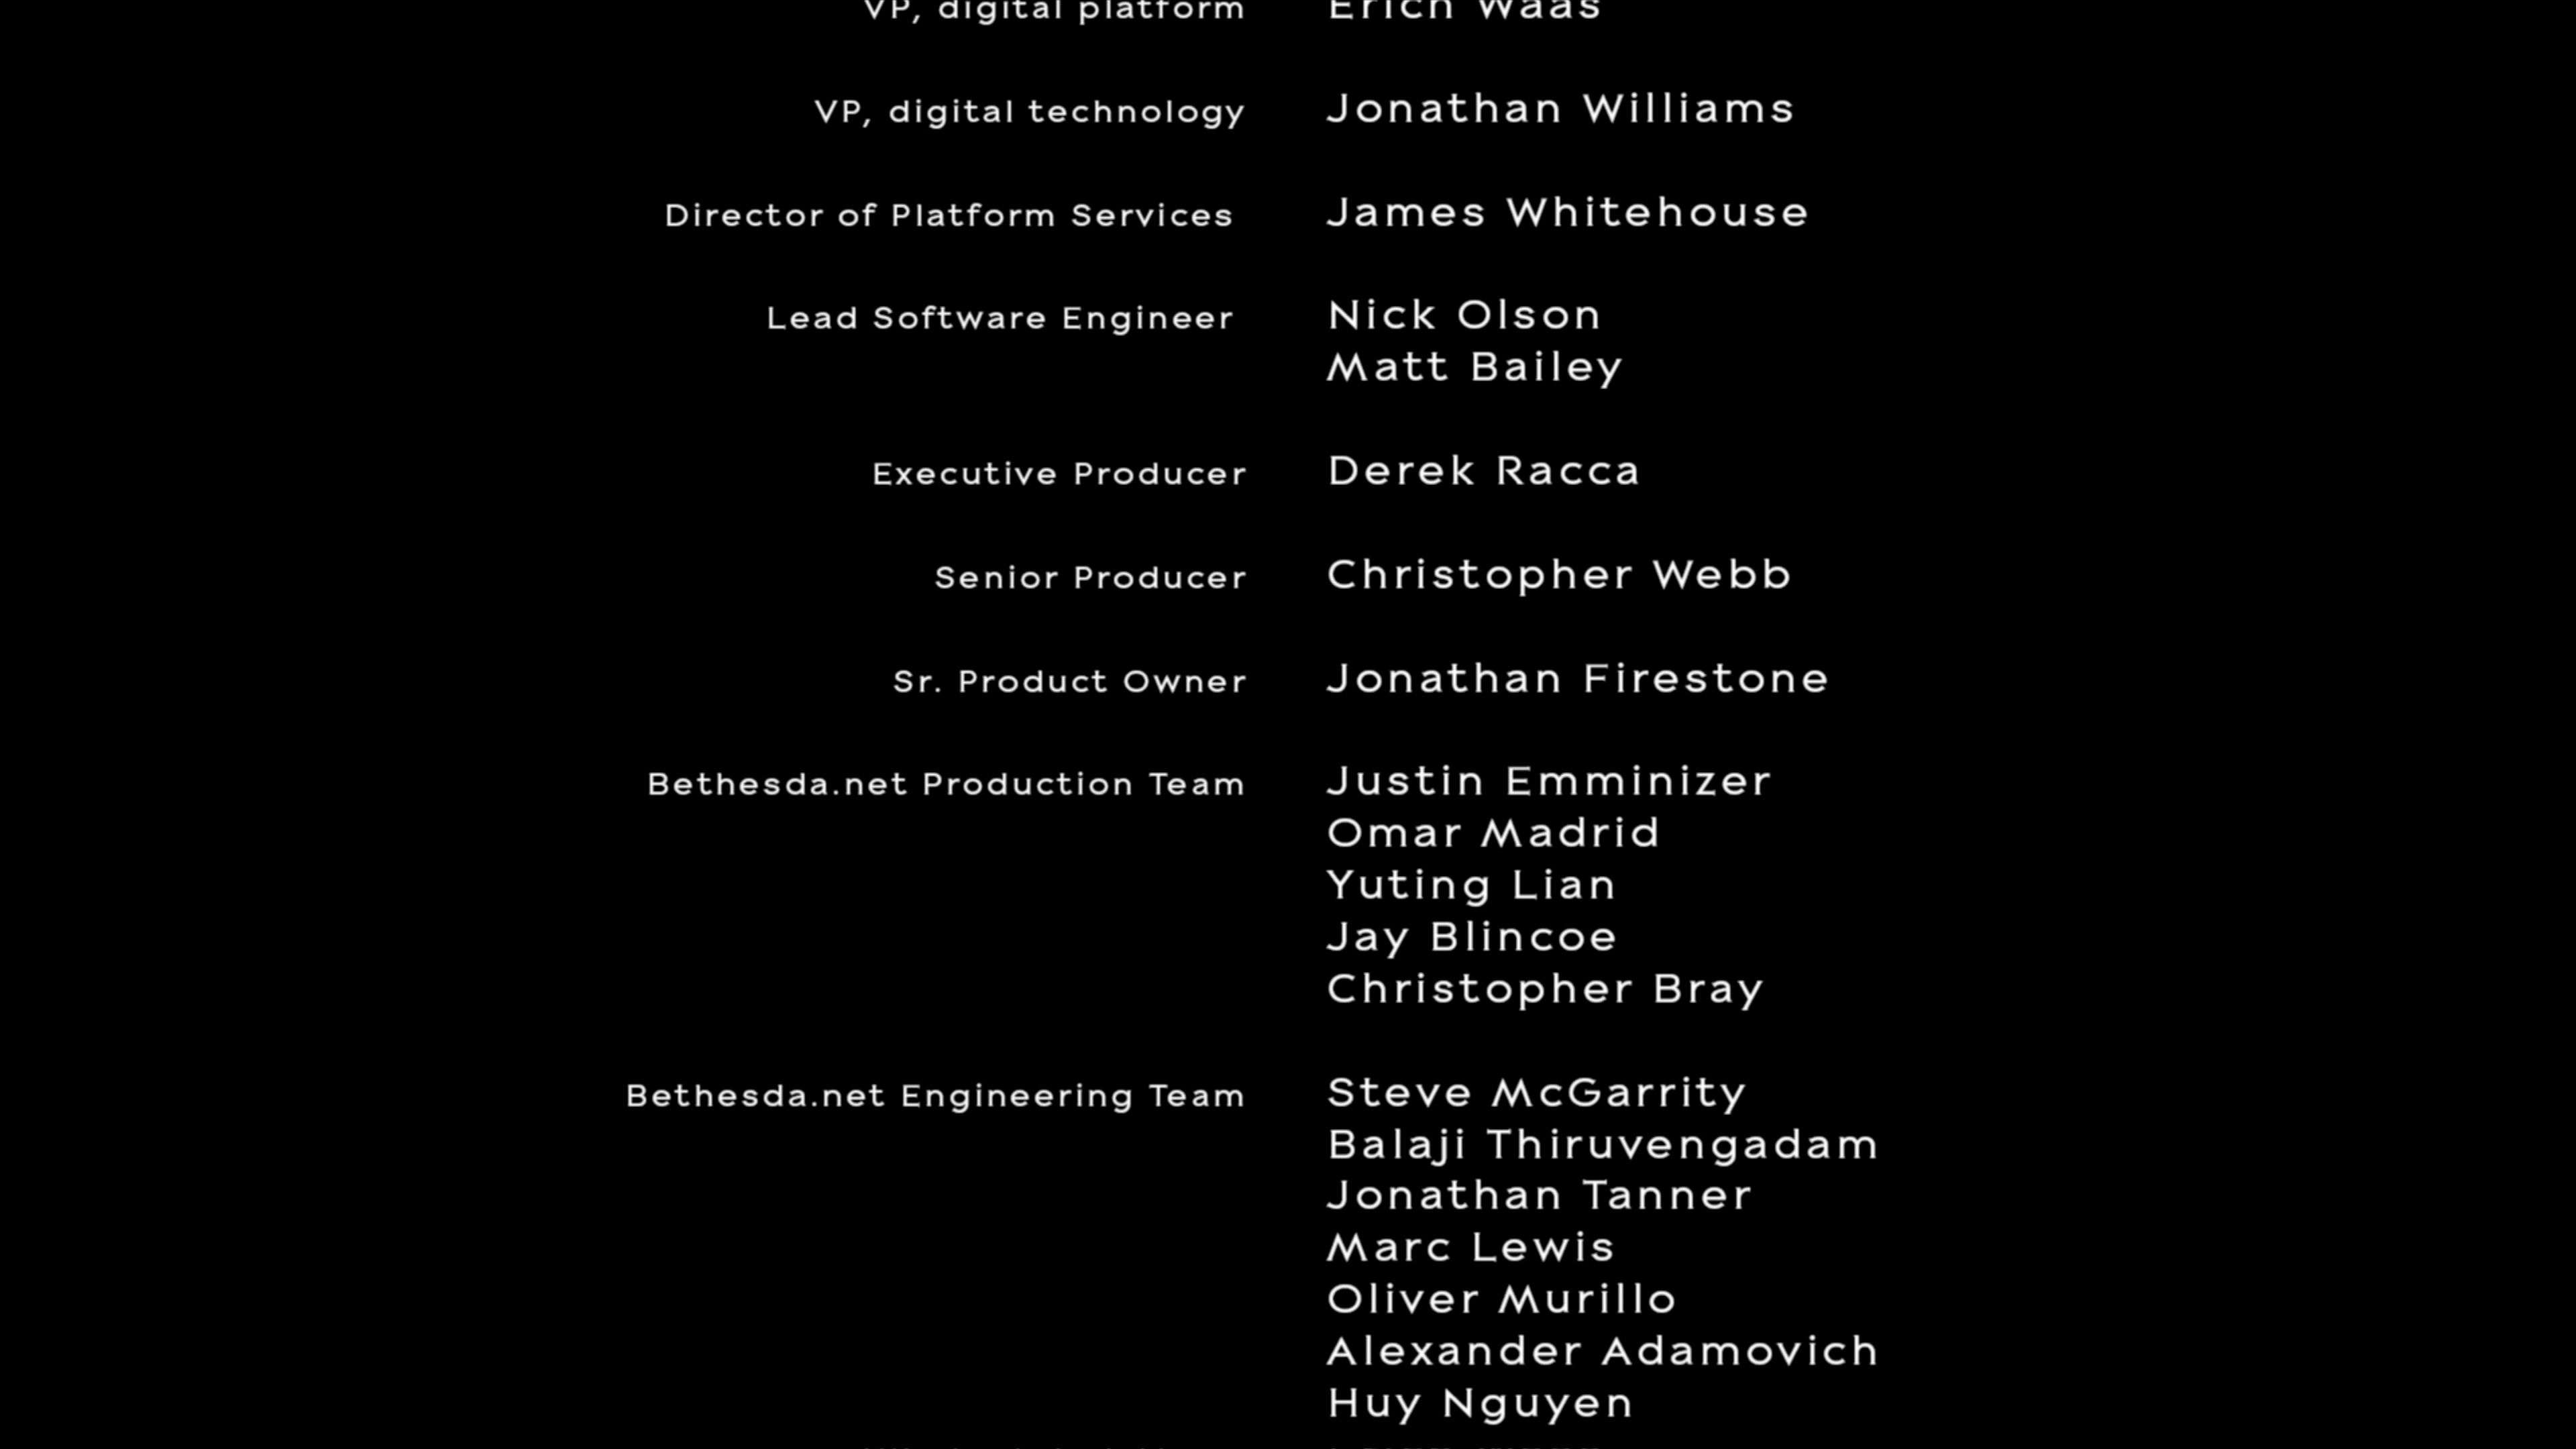 VP, digital platform Erich Waas
VP, digital technology Jonathan Williams
Director of Platform Services James Whitehouse
Lead Software Engineer Nick Olson
Matt Bailey
Executive Producer Derek Racca
Senior Producer Christopher Webb
Sr. Product Owner Jonathan Firestone
Bethesda.net Production Team Justin Emminizer
Omar Madrid
Yuting Lian
Jay Blincoe
Christopher Bray
Bethesda.net Engineering Team Steve McGarrity
Balaji Thiruvengadam
Jonathan Tanner
Marc Lewis
Oliver Murillo
Alexander Adamovich
Huy Nguyen